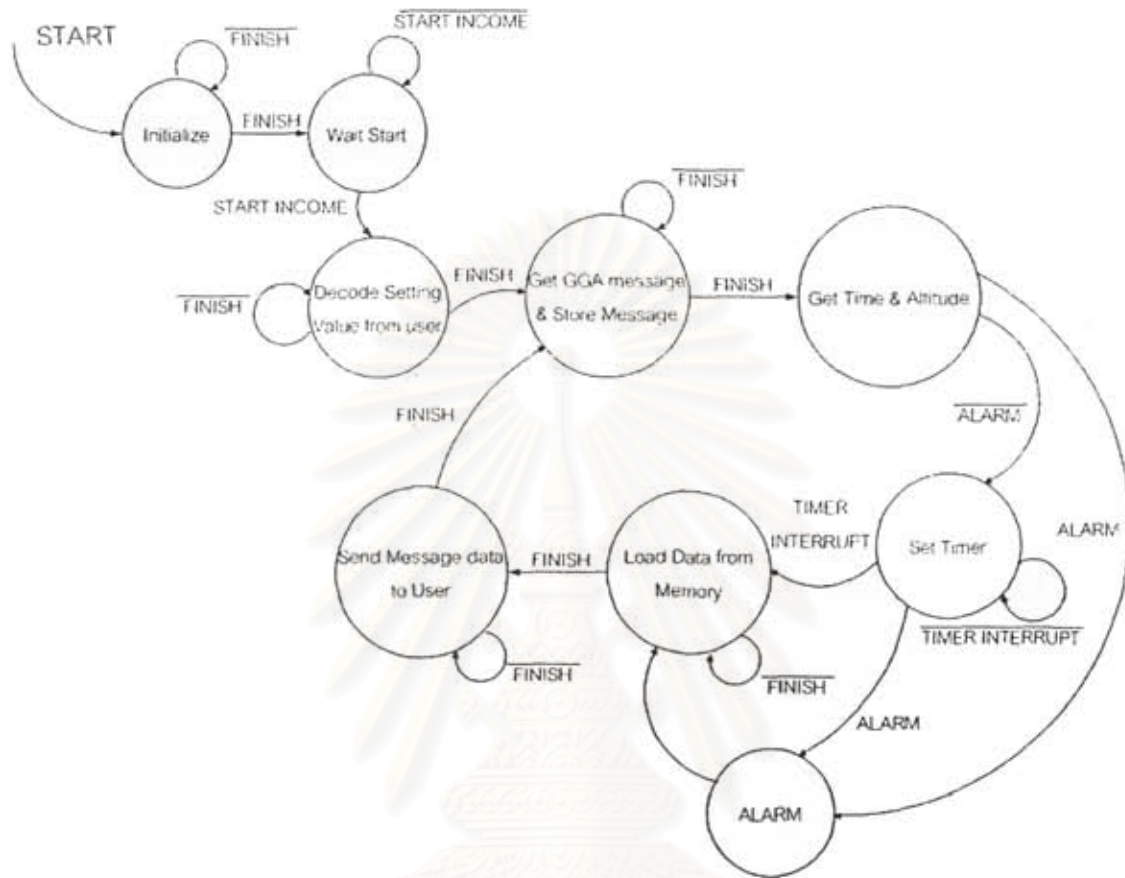 START
FINISH
START INCOME
Initialize
FINISH
Wait Start
START INCOME
FINISH
Decode Setting
Value from user
FINISH
FINISH
Get GGA message
& Store Message
FINISH
Get Time & Altitude
FINISH
ALARM
ALARM
Send Message data
to User
FINISH
FINISH
Load Data from
Memory
FINISH
TIMER
INTERRUPT
Set Timer
TIMER INTERRUPT
ALARM
ALARM